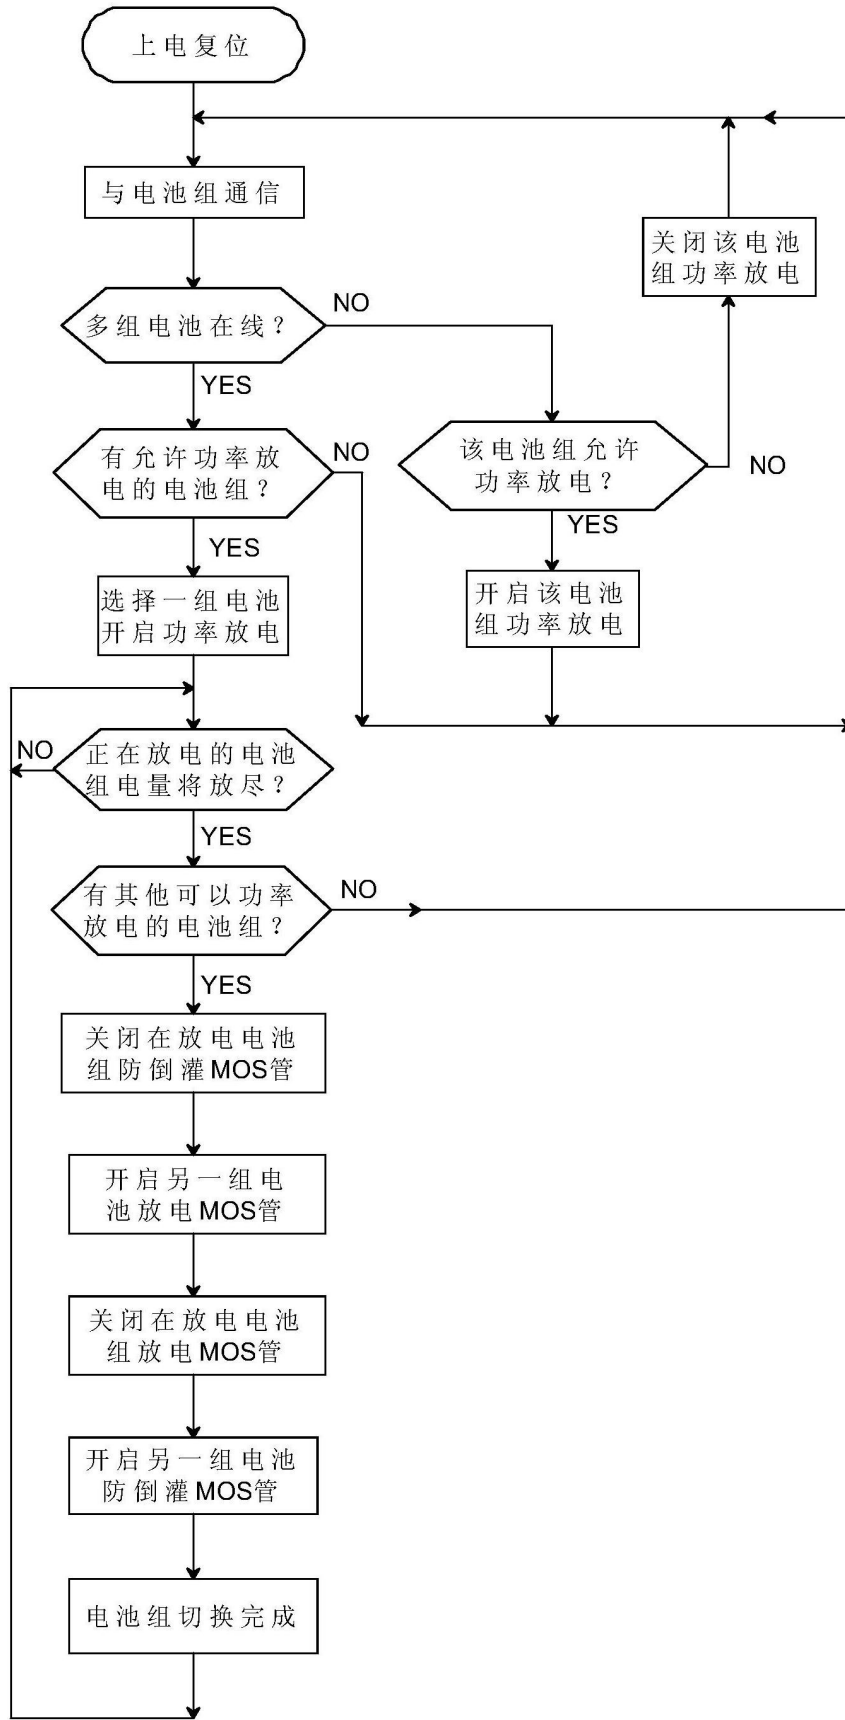 上电复位
与电池组通信
关闭该电池
组功率放电
多组电池在线？
NO
YES
有允许功率放
电的电池组？
NO
该电池组允许
功率放电？
NO
YES
YES
选择一组电池
开启功率放电
开启该电池
组功率放电
NO
正在放电的电池
组电量将放尽？
YES
有其他可以功率
放电的电池组？
NO
YES
关闭在放电电池
组防倒灌MOS管
开启另一组电
池放电MOS管
关闭在放电电池
组放电MOS管
开启另一组电池
防倒灌MOS管
电池组切换完成